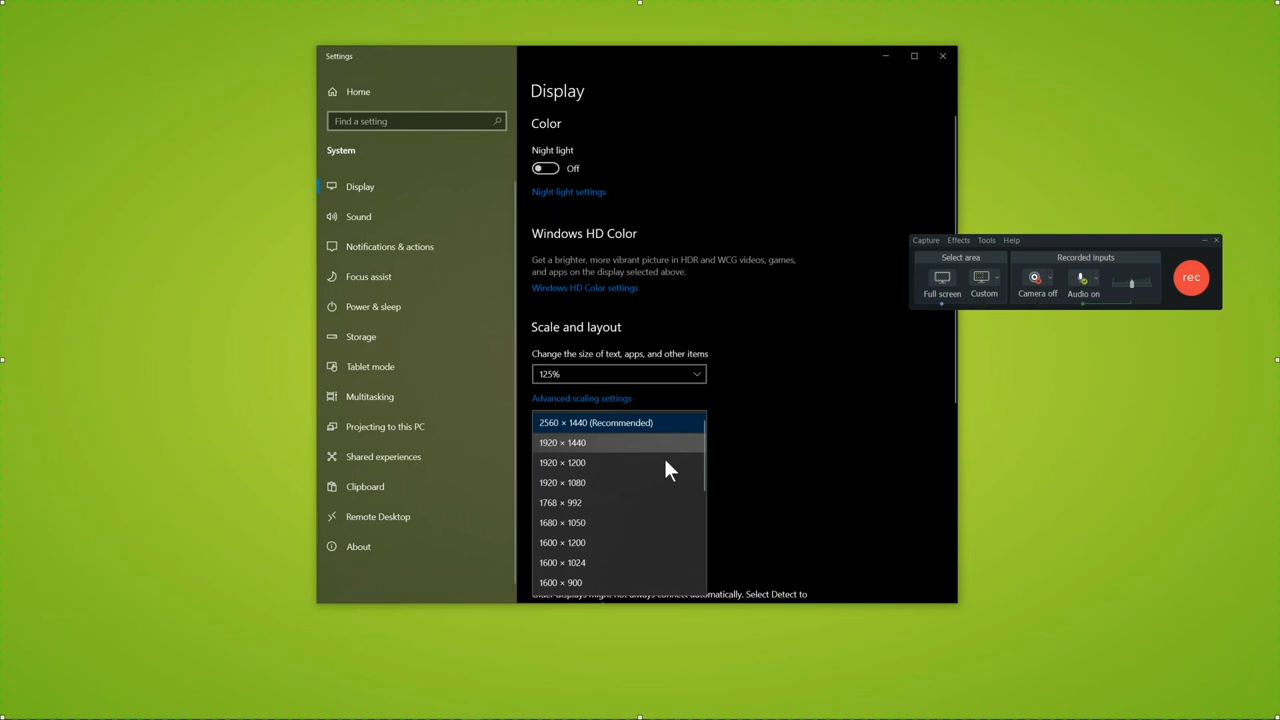 Settings
Home
Find a setting
System
Display
Sound
Notifications & actions
Focus assist
Power & sleep
Storage
Tablet mode
Multitasking
Projecting to this PC
Shared experiences
Clipboard
Remote Desktop
About
Display
Color
Night light
Off
Night light settings
Windows HD Color
Get a brighter, more vibrant picture in HDR and WCG videos, games,
and apps on the display selected above.
Windows HD Color settings
Scale and layout
Change the size of text, apps, and other items
125%
Advanced scaling settings
2560 × 1440 (Recommended)
1920 × 1440
1920 × 1200
1920 × 1080
1768 × 992
1680 × 1050
1600 × 1200
1600 × 1024
1600 × 900
Older displays might not always connect automatically. Select Detect to
Capture Effects Tools Help
Select area
Recorded inputs
Full screen
Custom
Camera off
Audio on
rec